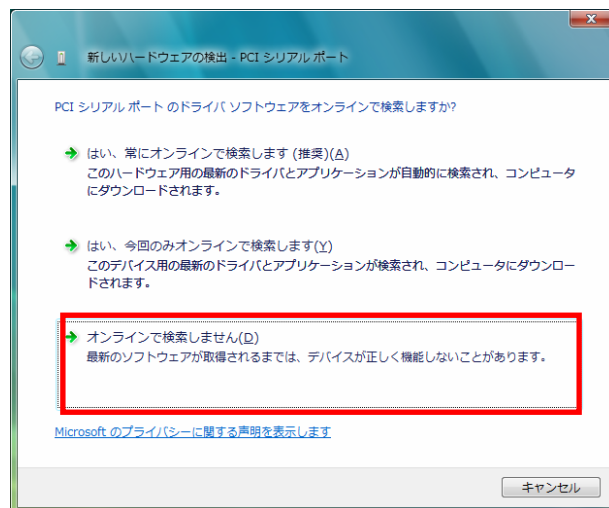 新しいハードウェアの検出 - PCI シリアル ポート
PCI シリアル ポート のドライバ ソフトウェアをオンラインで検索しますか?
はい、常にオンラインで検索します (推奨)(A)
このハードウェア用の最新のドライバとアプリケーションが自動的に検索され、コンピュータ
にダウンロードされます。
はい、今回のみオンラインで検索します(Y)
このデバイス用の最新のドライバとアプリケーションが検索され、コンピュータにダウンロー
ドされます。
オンラインで検索しません(D)
最新のソフトウェアが取得されるまでは、デバイスが正しく機能しないことがあります。
Microsoft のプライバシーに関する声明を表示します
キャンセル